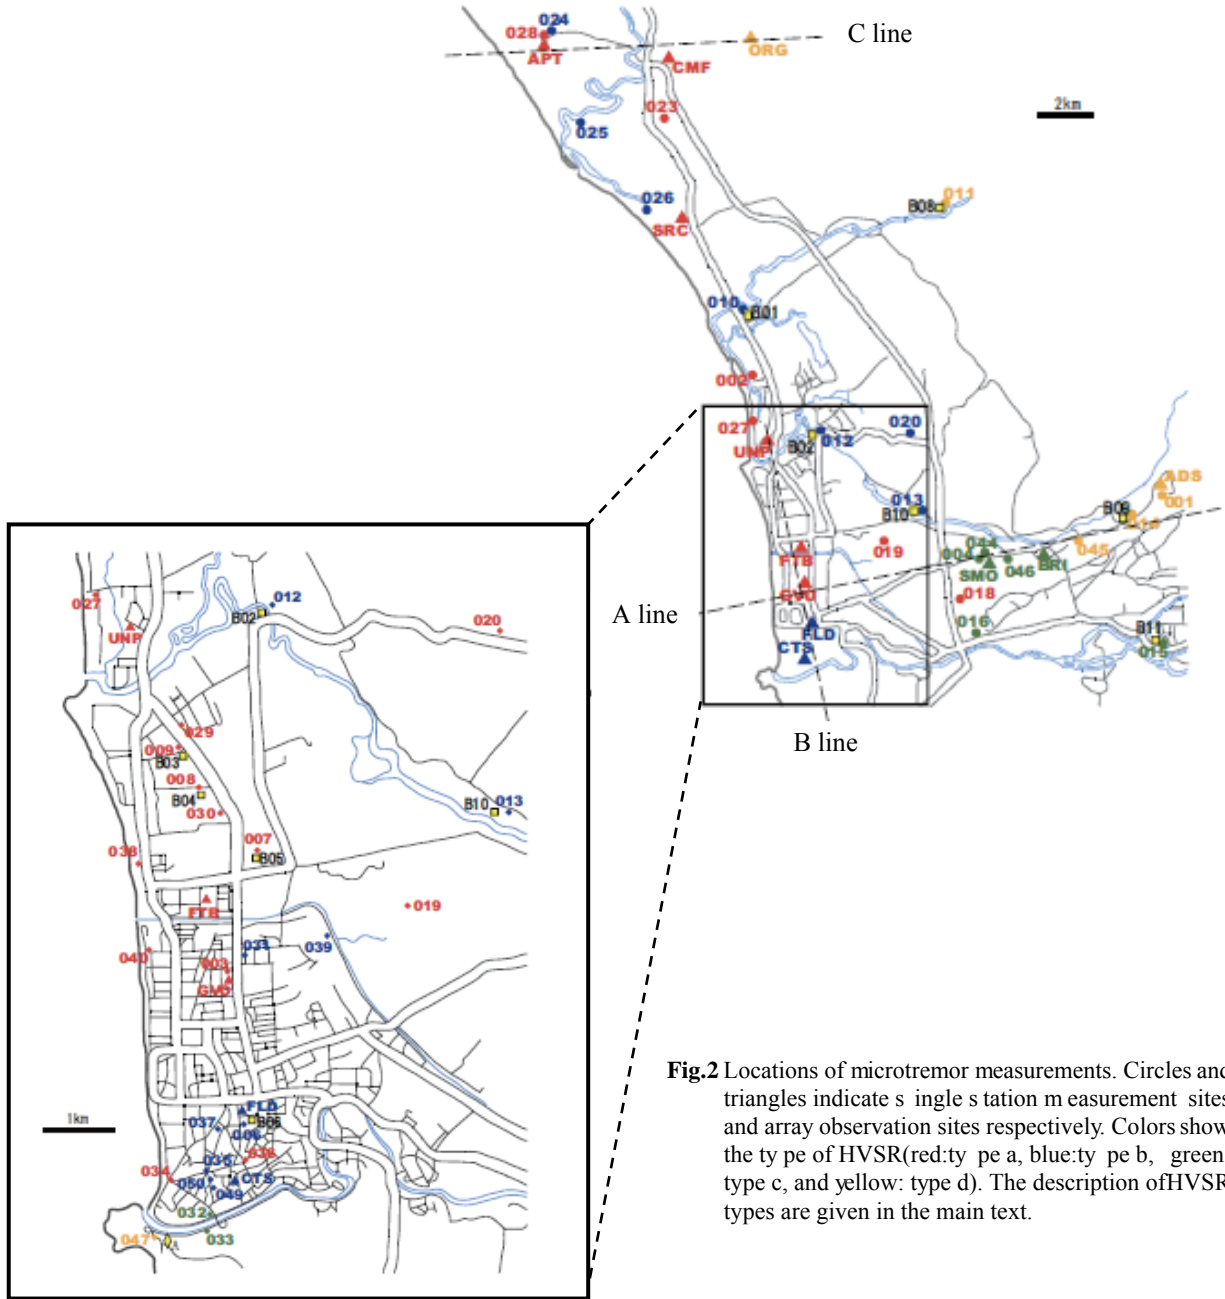 024
028
APT
CMF
ORG
C line
2km
023
025
026
SRC
011
B08
010
B01
002
027
UNP
B02
012
020
013
B10
019
FTB
GVO
FLD
CTS
A line
B line
ADS
001
B09
014
045
044
004
SMO
046
BRI
018
016
B11
015
027
UNP
012
B02
020
029
009
B03
008
B04
030
B10
013
007
B05
038
FTB
019
031
039
040
003
GVO
FLD
B06
037
006
036
035
034
050
CTS
049
032
033
047
A
1km
Fig.2 Locations of microtremor measurements. Circles and
triangles indicate s ingle s tation m easurement sites
and array observation sites respectively. Colors show
the ty pe of HVSR(red:ty pe a, blue:ty pe b, green:
type c, and yellow: type d). The description ofHVSR
types are given in the main text.